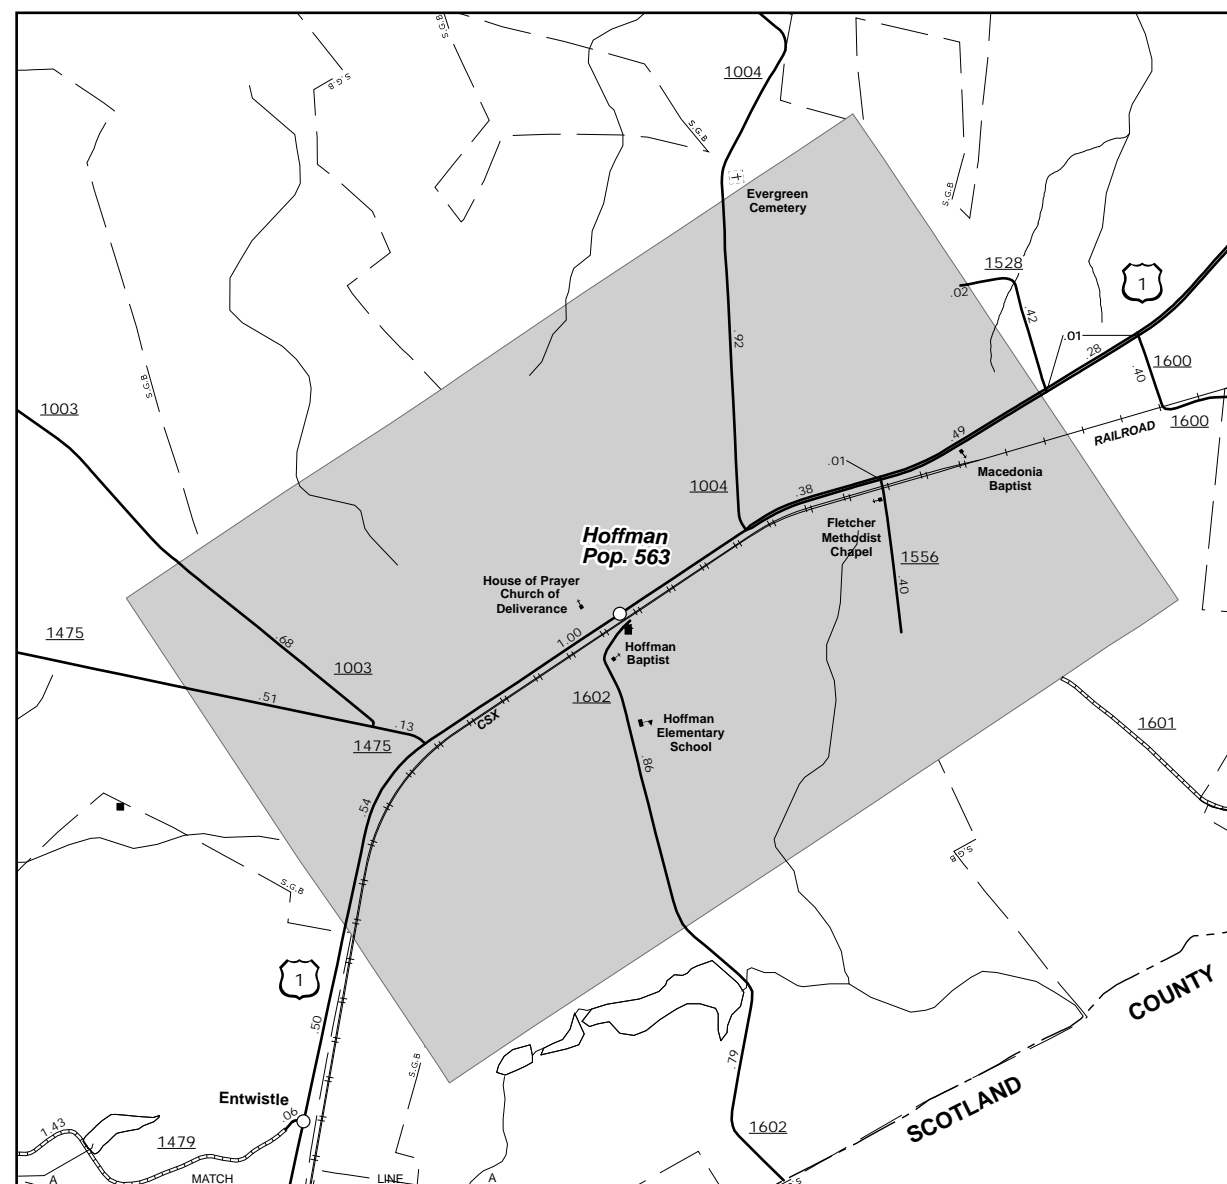 S.G.B
S.G.B
1004
S.G.B
Evergreen
Cemetery
S.G.B
1528
.02
1
.42
.01
.28
.92
1600
.40
S.G.B
1003
1600
RAILROAD
.49
.01
Macedonia
Baptist
1004
.38
Fletcher
Methodist
Chapel
Hoffman
Pop. 563
1556
.40
House of Prayer
Church of
Deliverance
1.00
Hoffman
Baptist
1475
.68
1003
.51
1602
.13
CSX
1475
Hoffman
Elementary
School
1601
.86
.54
S.G.B
S.G.B
1
COUNTY
.50
.79
S.G.B
Entwistle
.06
SCOTLAND
1.43
1479
1602
A
MATCH
LINE
A